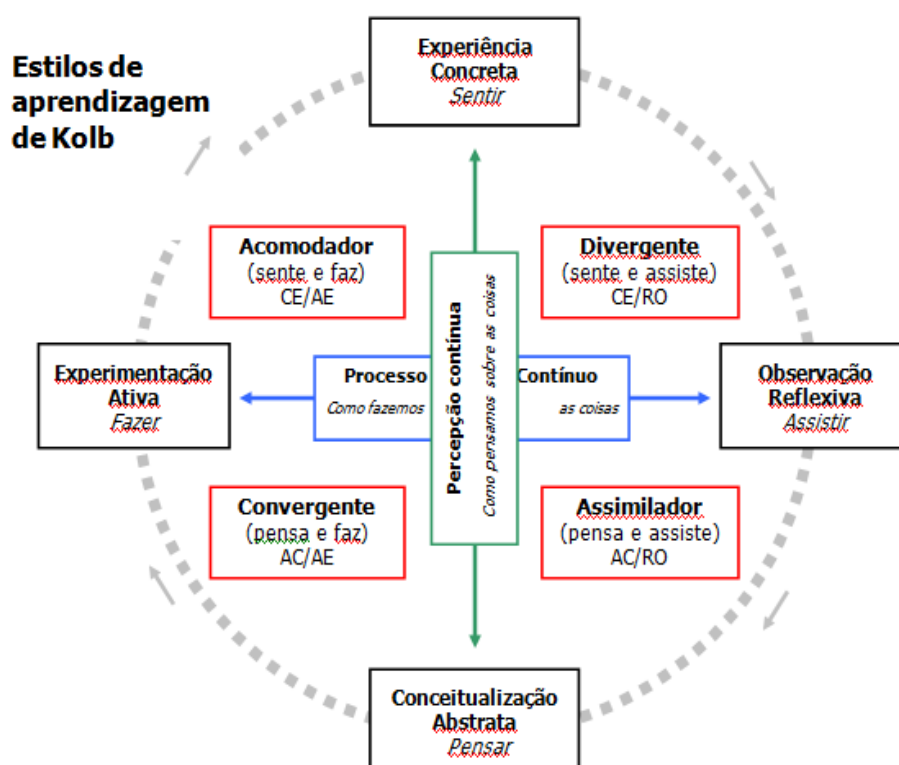 Estilos de
aprendizagem
de Kolb
Experiência
Concreta
Sentir
Acomodador
(sente e faz)
CE/AE
Divergente
(sente e assiste)
CE/RO
Experimentação
Ativa
Fazer
Processo
Como fazemos
Percepção contínua
Como pensamos sobre as coisas
Contínuo
as coisas
Observação
Reflexiva
Assistir
Convergente
(pensa e faz)
AC/AE
Assimilador
(pensa e assiste)
AC/RO
Conceitualização
Abstrata
Pensar